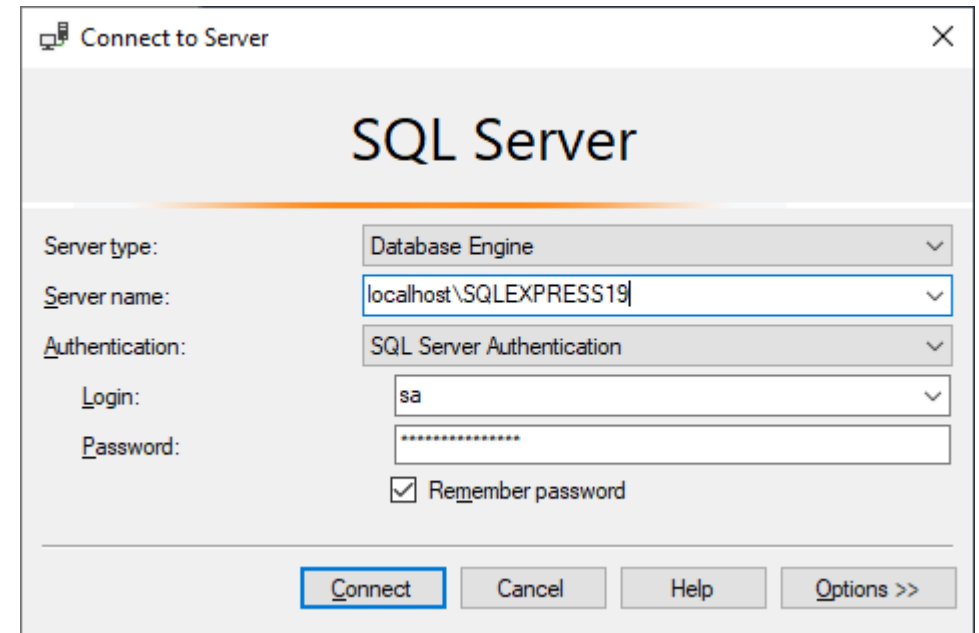 Connect to Server
SQL Server
Server type: Database Engine
Server name: localhost\SQLEXPRESS19
Authentication: SQL Server Authentication
Login: sa
Password: ***************
Remember password
Connect Cancel Help Options >>